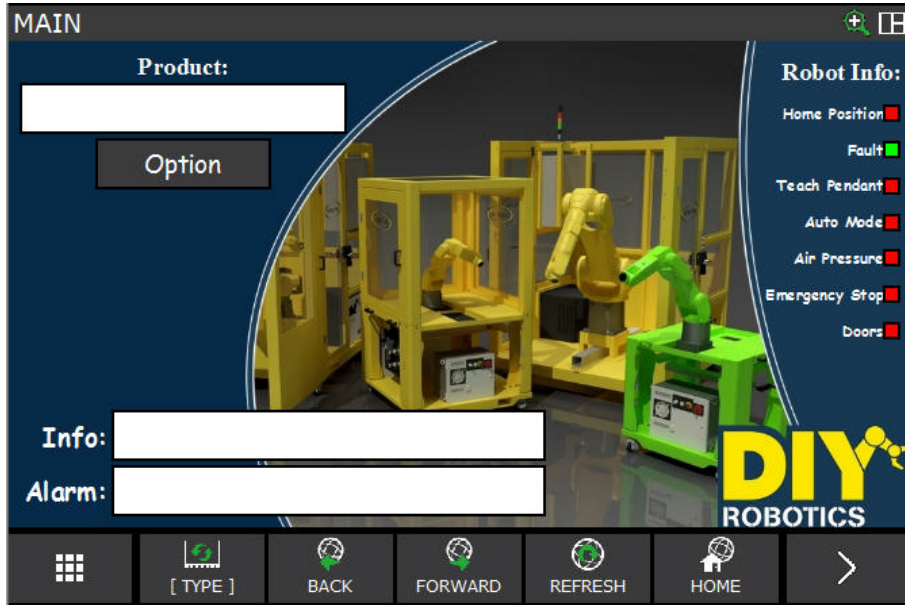 MAIN
Product:
Option
Robot Info:
Home Position
Fault
Teach Pendant
Auto Mode
Air Pressure
Emergency Stop
Doors
Info:
Alarm:
DIY
ROBOTICS
[ TYPE ]
BACK
FORWARD
REFRESH
HOME